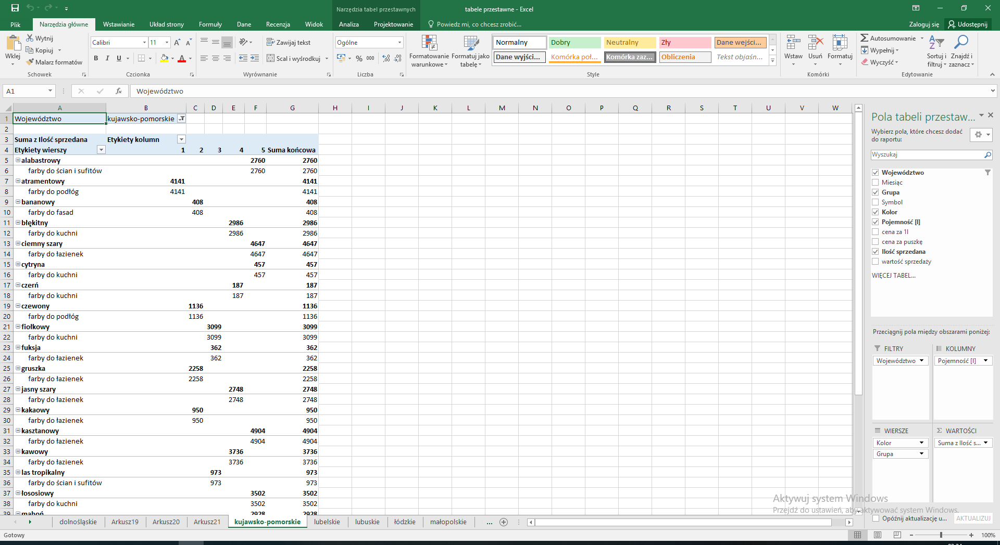 Narzędzia tabel przestawnych
tabele przestawne - Excel
Plik Narzędzia główne Wstawianie Układ strony Formuły Dane Recenzja Widok Analiza Projektowanie Powiedz mi, co chcesz zrobić... Zaloguj się Udostępnij
Wklej
Wytnij
Kopiuj
Malarz formatów
Schowek
Calibri 11
B I U
Czcionka
Zawijaj tekst
Scal i wyśrodkuj
Wyrównanie
Ogólne
% 000
Liczba
Formatowanie warunkowe
Formatuj jako tabelę
Normalny Dobry Neutralny Zły Dane wejści...
Dane wyjści... Komórka poł... Komórka zaz... Obliczenia Tekst objaśn...
Style
Wstaw Usuń Formatuj
Komórki
Autosumowanie
Wypełnij
Wyczyść
Sortuj i filtruj
Znajdź i zaznacz
Edytowanie
A1 fx Województwo
A B C D E F G H I J K L M N O P Q R S T U V W
1 Województwo kujawsko-pomorskie
2
3 Suma z Ilość sprzedana Etykiety kolumn
4 Etykiety wierszy 1 2 3 4 5 Suma końcowa
5 alabastrowy 2760 2760
6 farby do ścian i sufitów 2760 2760
7 atramentowy 4141 4141
8 farby do podłóg 4141 4141
9 bananowy 408 408
10 farby do fasad 408 408
11 błękitny 2986 2986
12 farby do kuchni 2986 2986
13 ciemny szary 4647 4647
14 farby do łazienek 4647 4647
15 cytryna 457 457
16 farby do kuchni 457 457
17 czerń 187 187
18 farby do kuchni 187 187
19 czewony 1136 1136
20 farby do podłóg 1136 1136
21 fiołkowy 3099 3099
22 farby do kuchni 3099 3099
23 fuksja 362 362
24 farby do łazienek 362 362
25 gruszka 2258 2258
26 farby do łazienek 2258 2258
27 jasny szary 2748 2748
28 farby do łazienek 2748 2748
29 kakaowy 950 950
30 farby do łazienek 950 950
31 kasztanowy 4904 4904
32 farby do łazienek 4904 4904
33 kawowy 3736 3736
34 farby do łazienek 3736 3736
35 las tropikalny 973 973
36 farby do ścian i sufitów 973 973
37 łososiowy 3502 3502
38 farby do kuchni 3502 3502
39 mahoń 2928 2928
Pola tabeli przestaw...
Wybierz pola, które chcesz dodać
do raportu:
Wyszukaj
Województwo
Miesiąc
Grupa
Symbol
Kolor
Pojemność [l]
cena za 1l
cena za puszkę
Ilość sprzedana
wartość sprzedaży
WIĘCEJ TABEL...
Przeciągnij pola między obszarami poniżej:
FILTRY
Województwo
KOLUMNY
Pojemność [l]
WIERSZE
Kolor
Grupa
WARTOŚCI
Suma z Ilość s...
Aktywuj system Windows
Przejdź do ustawień, aby aktywować system Windows.
Opóźnij aktualizację u... AKTUALIZUJ
dolnośląskie Arkusz19 Arkusz20 Arkusz21 kujawsko-pomorskie lubelskie lubuskie łódzkie małopolskie ...
Gotowy 100%